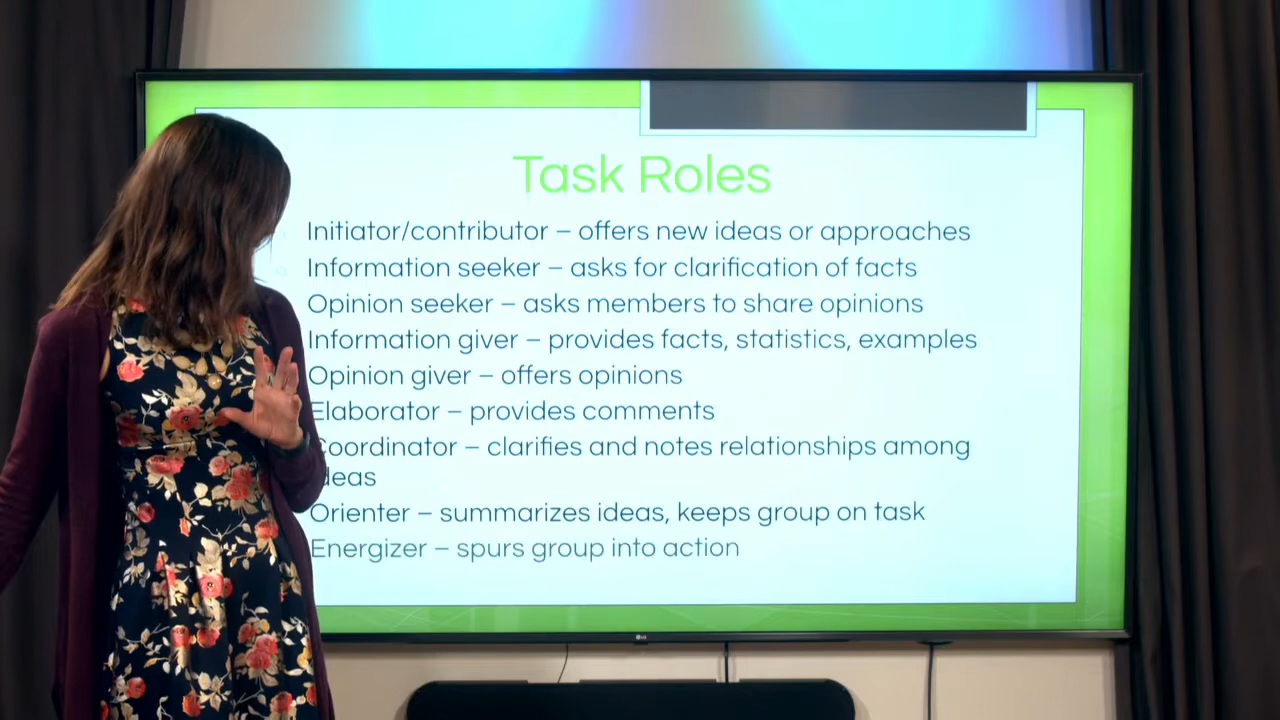 Task Roles
Initiator/contributor – offers new ideas or approaches
Information seeker – asks for clarification of facts
Opinion seeker – asks members to share opinions
Information giver – provides facts, statistics, examples
Opinion giver – offers opinions
Elaborator – provides comments
Coordinator – clarifies and notes relationships among
ideas
Orienter – summarizes ideas, keeps group on task
Energizer – spurs group into action
LG